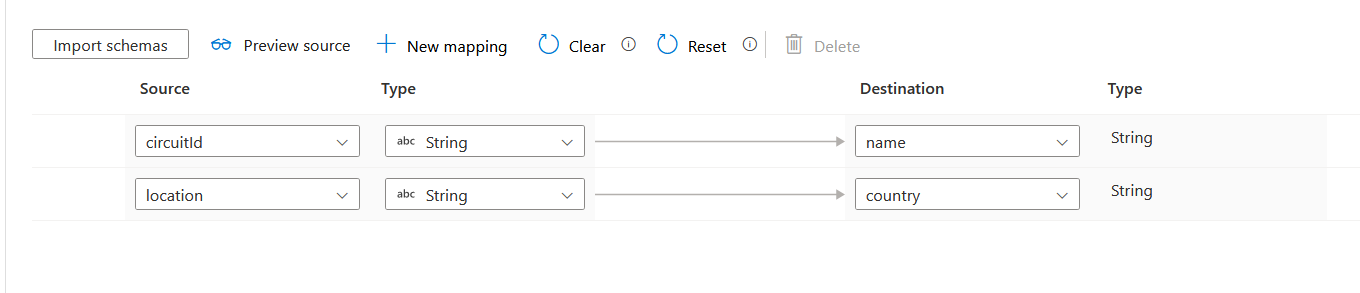 Import schemas Preview source New mapping Clear Reset Delete
Source Type Destination Type
circuitId abc String name String
location abc String country String